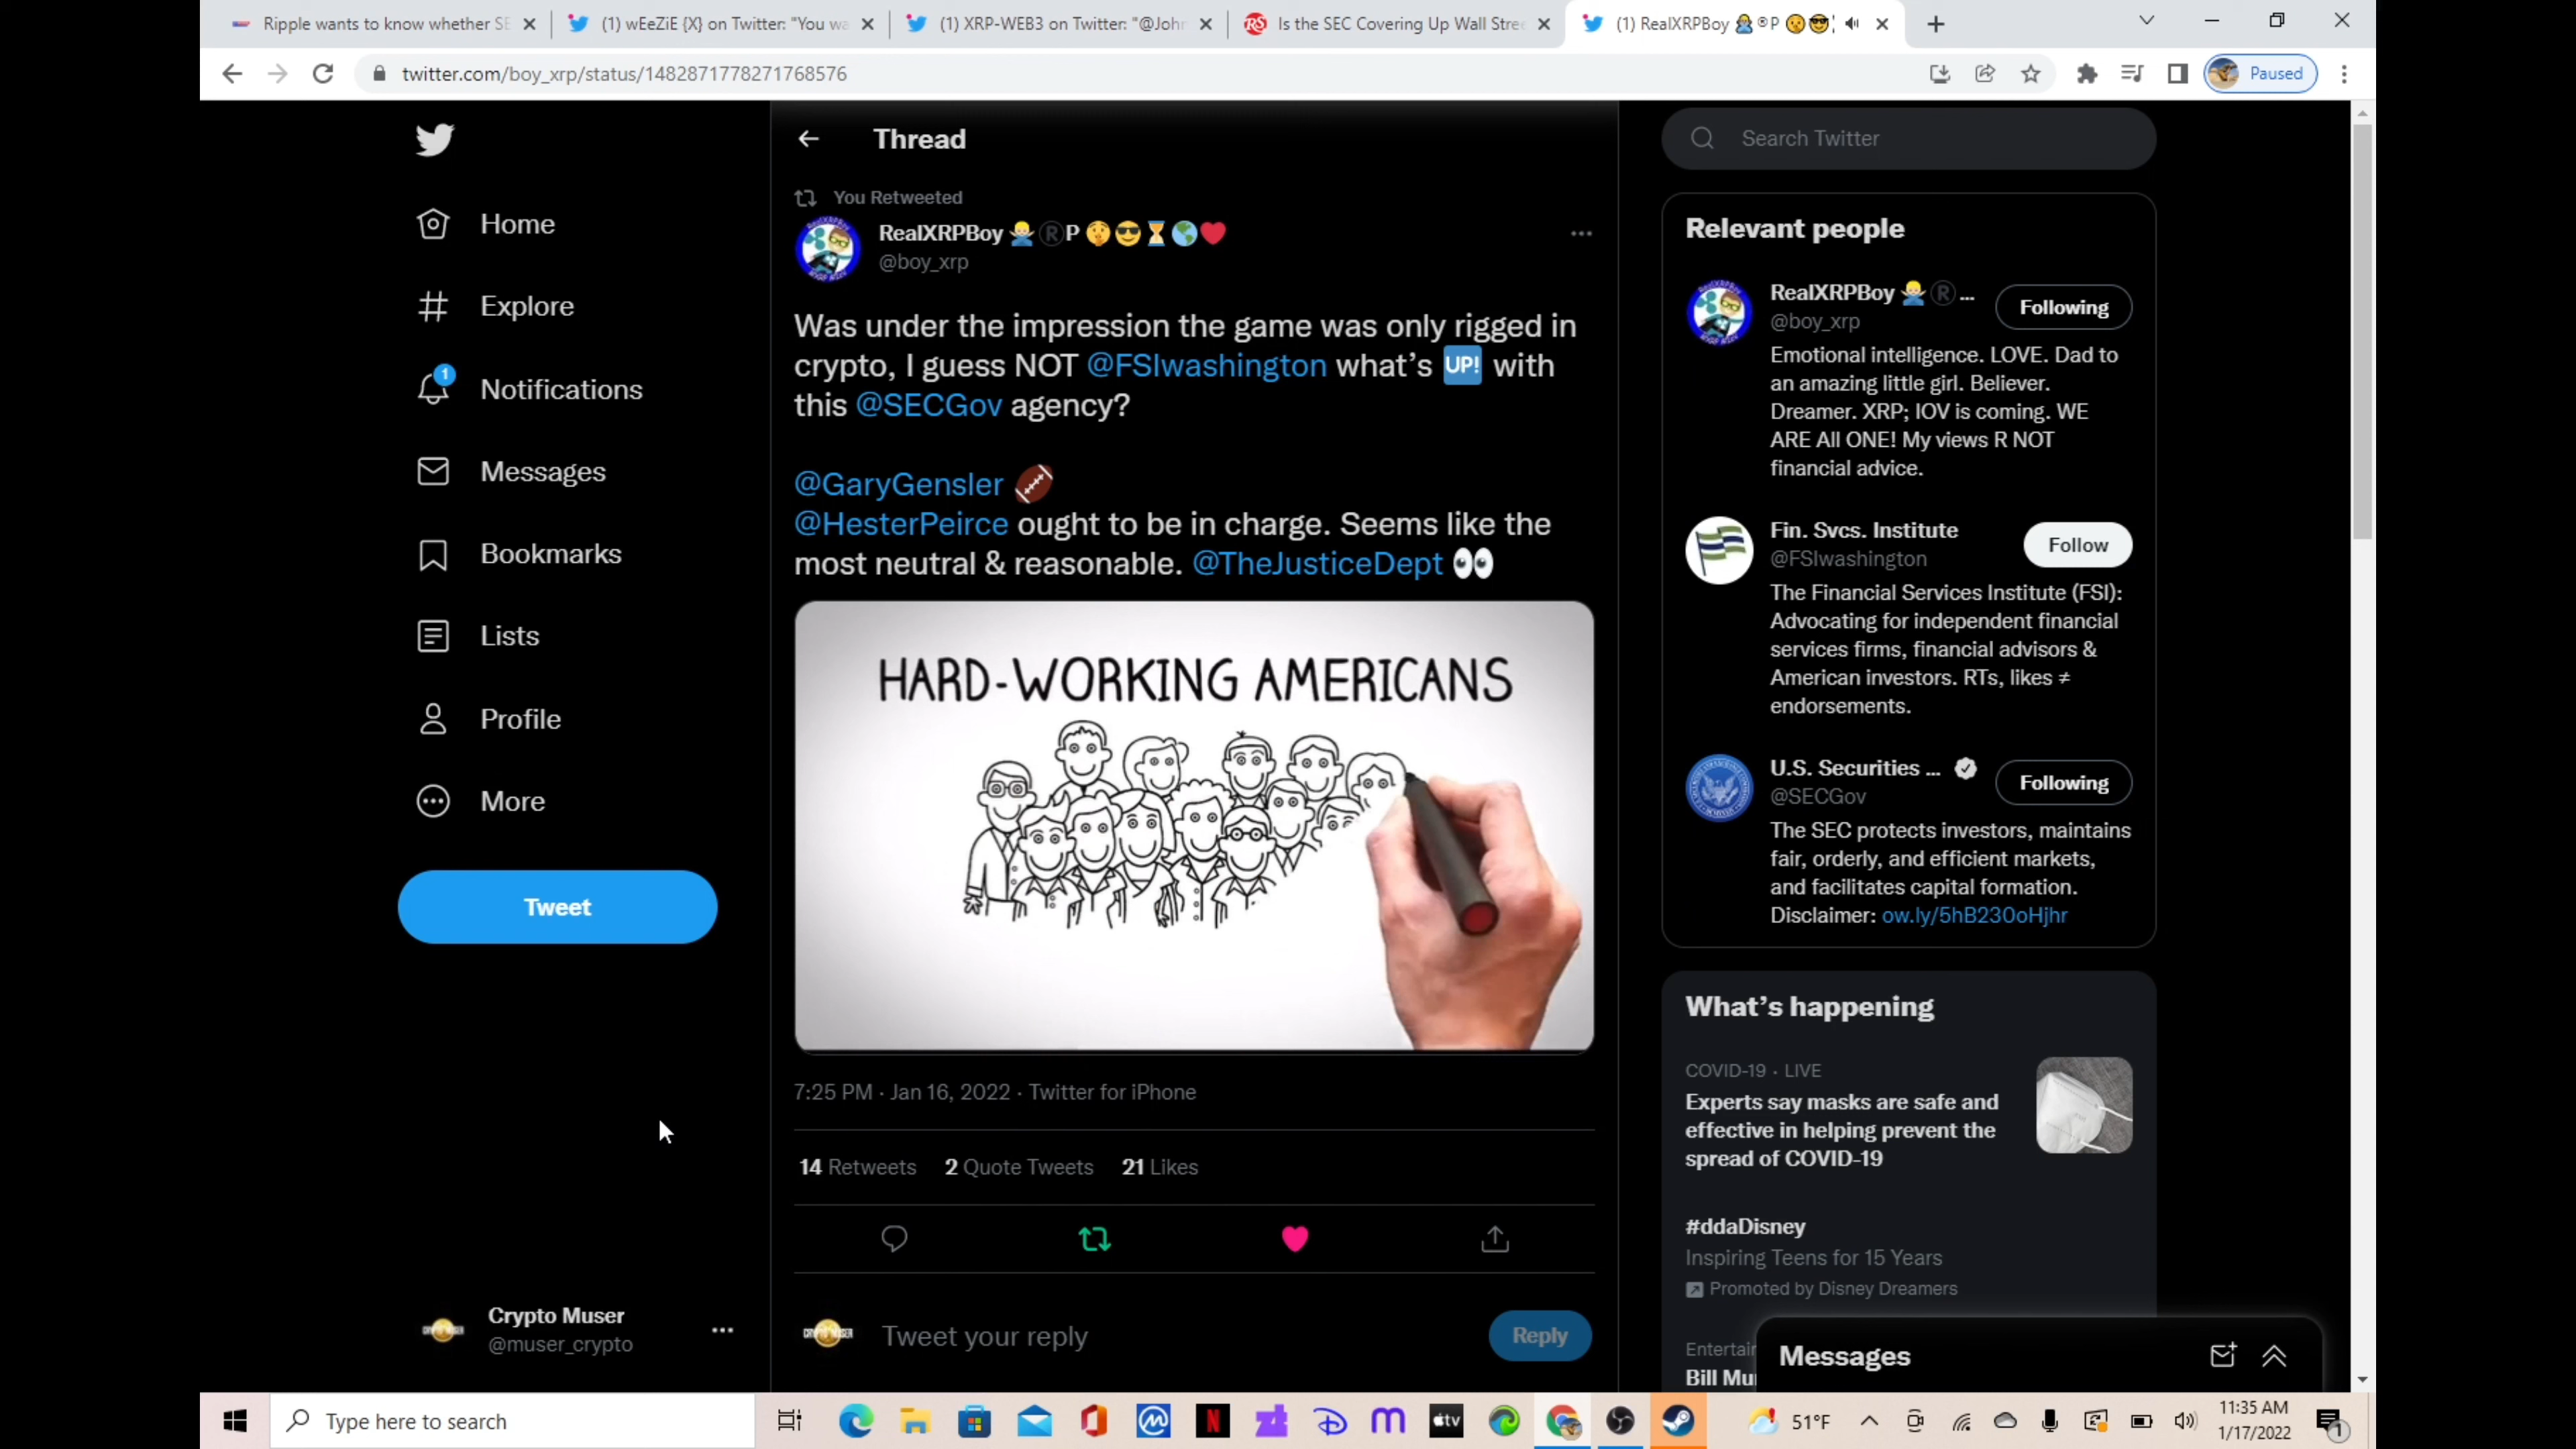 Ripple wants to know whether SE
(1) wEeZiE {X} on Twitter: "You wa
(1) XRP-WEB3 on Twitter: "@John
Is the SEC Covering Up Wall Stree
(1) RealXRPBoy 🙅‍♂️®P 🤫😎
twitter.com/boy_xrp/status/1482871778271768576
Paused
Home
Explore
1
Notifications
Messages
Bookmarks
Lists
Profile
More
Tweet
Crypto Muser
@muser_crypto
Thread
You Retweeted
RealXRPBoy 🙅‍♂️ⓇP 🤫😎⏳🌎❤️
@boy_xrp
Was under the impression the game was only rigged in
crypto, I guess NOT @FSIwashington what's 🆙 with
this @SECGov agency?
@GaryGensler 🏈
@HesterPeirce ought to be in charge. Seems like the
most neutral & reasonable. @TheJusticeDept 👀
HARD-WORKING AMERICANS
7:25 PM · Jan 16, 2022 · Twitter for iPhone
14 Retweets 2 Quote Tweets 21 Likes
CRYPTO MUSER
Tweet your reply
Reply
Search Twitter
Relevant people
RealXRPBoy 🙅‍♂️Ⓡ...
@boy_xrp
Following
Emotional intelligence. LOVE. Dad to
an amazing little girl. Believer.
Dreamer. XRP; IOV is coming. WE
ARE All ONE! My views R NOT
financial advice.
Fin. Svcs. Institute
@FSIwashington
Follow
The Financial Services Institute (FSI):
Advocating for independent financial
services firms, financial advisors &
American investors. RTs, likes ≠
endorsements.
U.S. Securities ...
@SECGov
Following
The SEC protects investors, maintains
fair, orderly, and efficient markets,
and facilitates capital formation.
Disclaimer: ow.ly/5hB230oHjhr
What's happening
COVID-19 · LIVE
Experts say masks are safe and
effective in helping prevent the
spread of COVID-19
#ddaDisney
Inspiring Teens for 15 Years
Promoted by Disney Dreamers
Entertair
Bill Mu
Messages
Type here to search
51°F
11:35 AM
1/17/2022
1